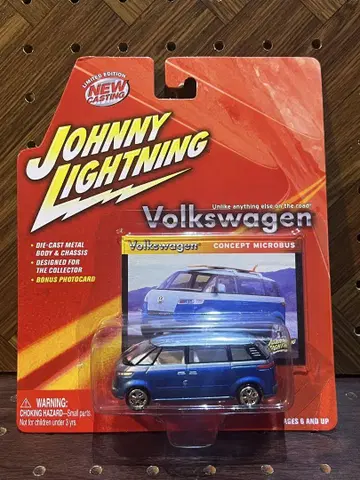 LIMITED EDITION
NEW
CASTING
JOHNNY
LIGHTNING
Unlike anything else on the road®
Volkswagen
• DIE-CAST METAL
BODY & CHASSIS
• DESIGNED FOR
THE COLLECTOR
• BONUS PHOTOCARD
Volkswagen
CONCEPT MICROBUS
WARNING:
CHOKING HAZARD—Small parts
Not for children under 3 yrs.
AGES 6 AND UP